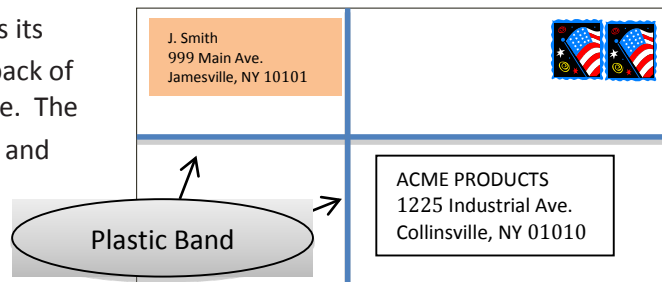 s its
back of
e. The
and
J. Smith
999 Main Ave.
Jamesville, NY 10101
ACME PRODUCTS
1225 Industrial Ave.
Collinsville, NY 01010
Plastic Band